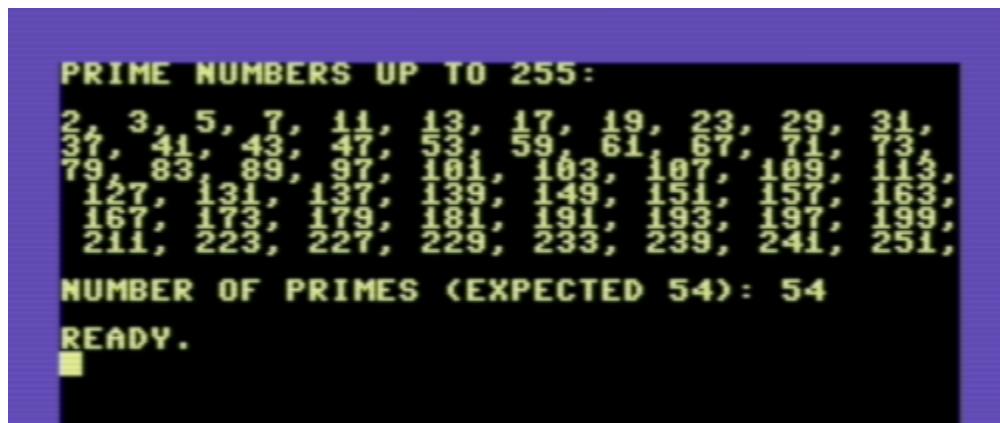 PRIME NUMBERS UP TO 255:
2, 3, 5, 7, 11, 13, 17, 19, 23, 29, 31,
37, 41, 43, 47, 53, 59, 61, 67, 71, 73,
79, 83, 89, 97, 101, 103, 107, 109, 113,
127, 131, 137, 139, 149, 151, 157, 163,
167, 173, 179, 181, 191, 193, 197, 199,
211, 223, 227, 229, 233, 239, 241, 251,
NUMBER OF PRIMES (EXPECTED 54): 54
READY.